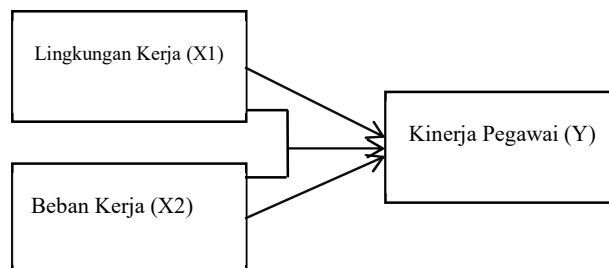 Lingkungan Kerja (X1)
Kinerja Pegawai (Y)
Beban Kerja (X2)